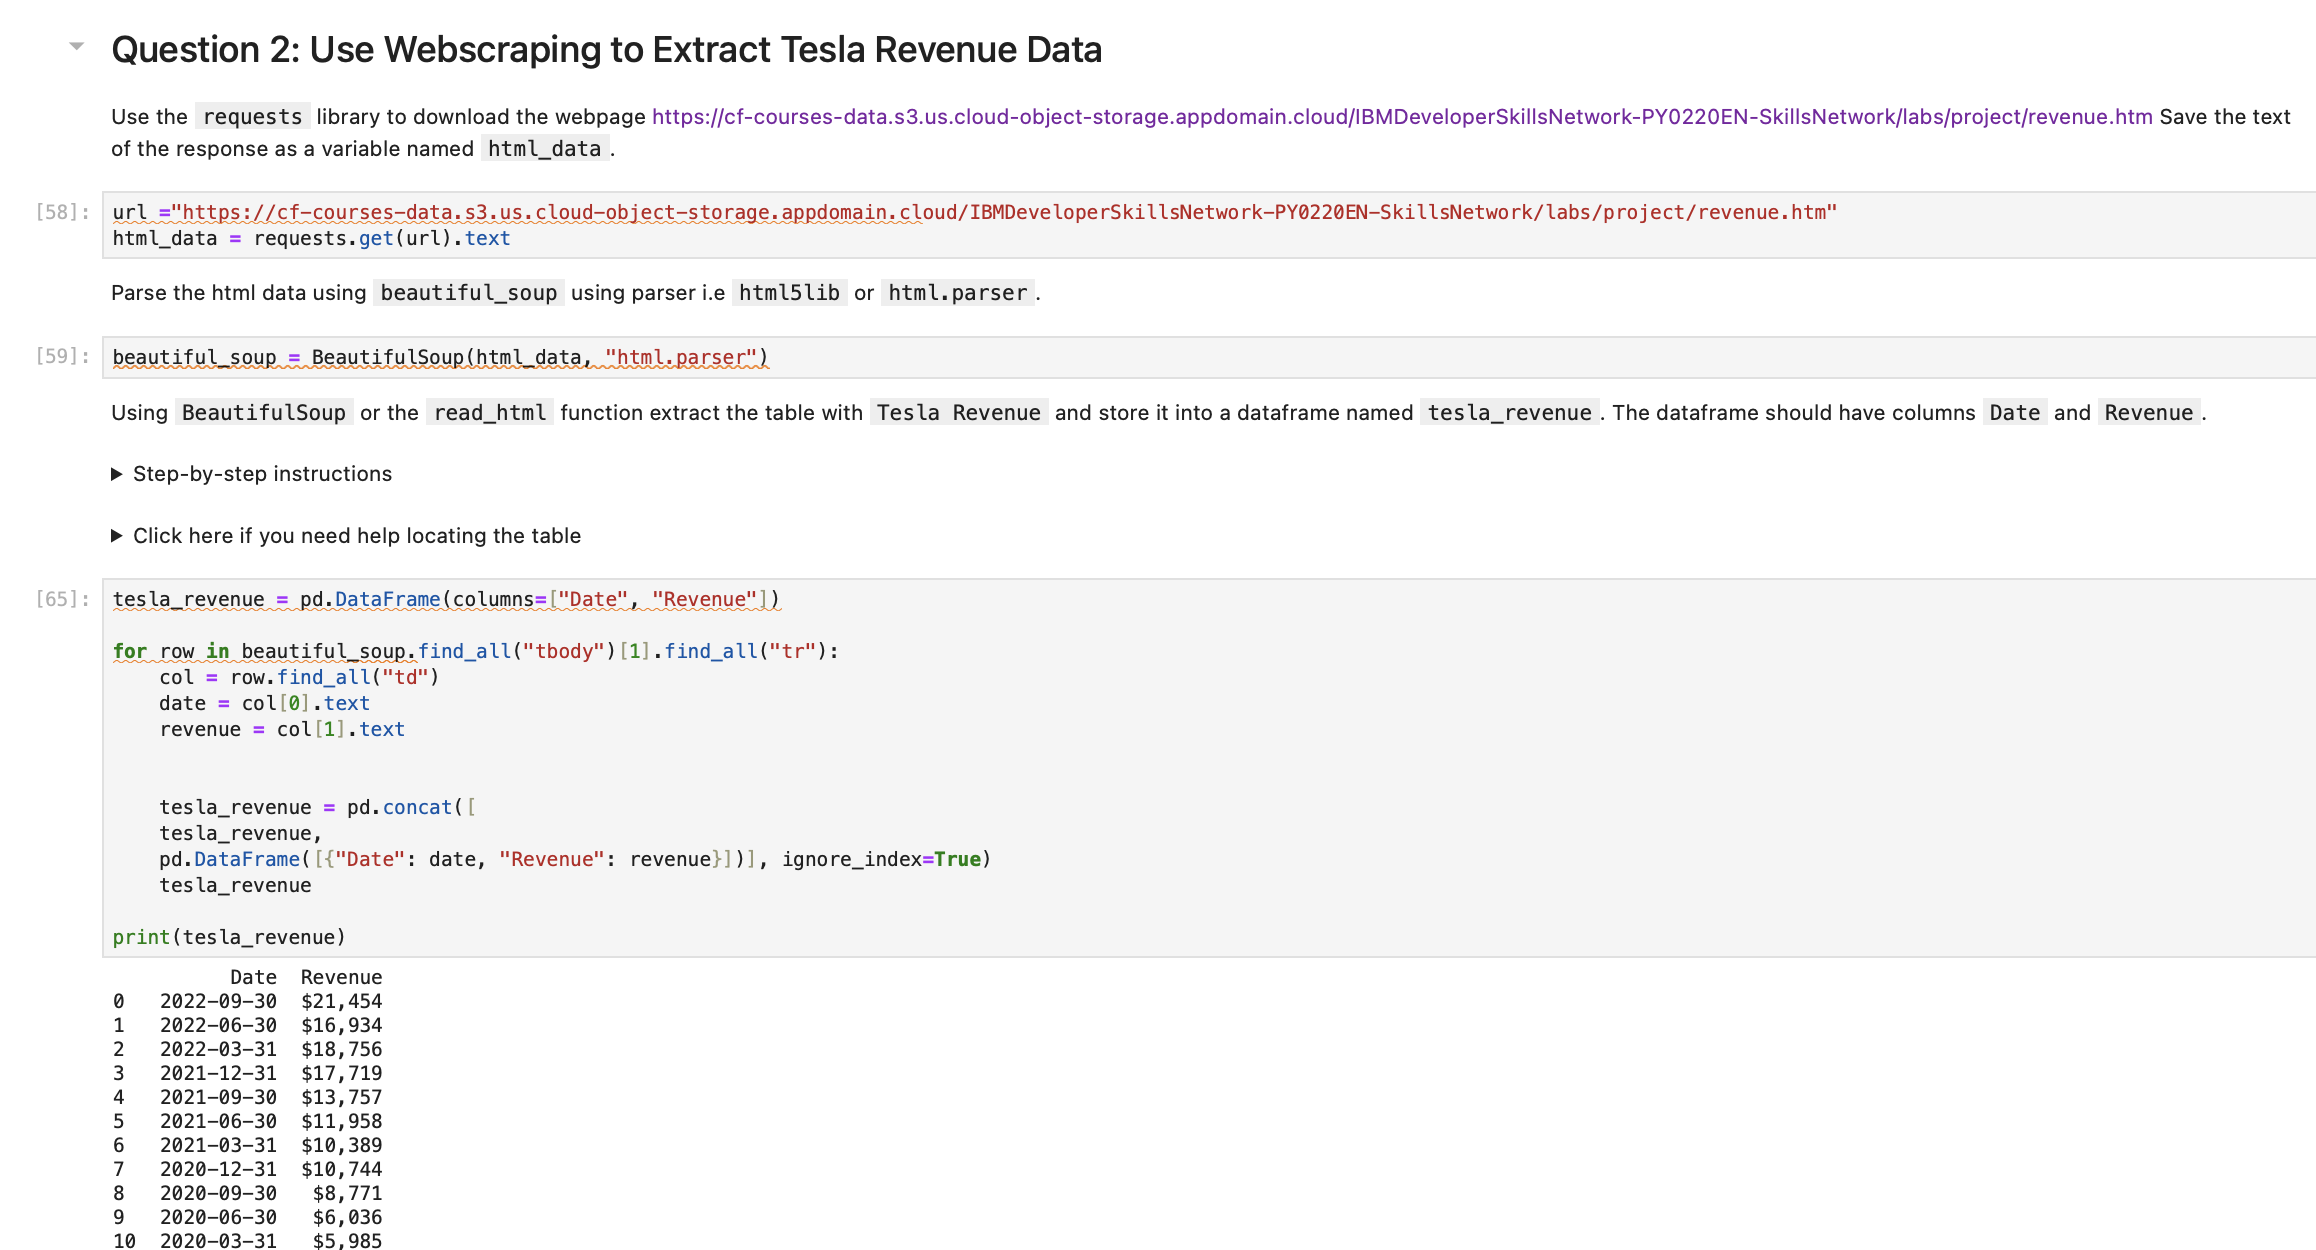 Question 2: Use Webscraping to Extract Tesla Revenue Data
Use the requests library to download the webpage https://cf-courses-data.s3.us.cloud-object-storage.appdomain.cloud/IBMDeveloperSkillsNetwork-PY0220EN-SkillsNetwork/labs/project/revenue.htm Save the text
of the response as a variable named html_data.
[58]: url ="https://cf-courses-data.s3.us.cloud-object-storage.appdomain.cloud/IBMDeveloperSkillsNetwork-PY0220EN-SkillsNetwork/labs/project/revenue.htm"
html_data = requests.get(url).text
Parse the html data using beautiful_soup using parser i.e html5lib or html.parser.
[59]: beautiful_soup = BeautifulSoup(html_data, "html.parser")
Using BeautifulSoup or the read_html function extract the table with Tesla Revenue and store it into a dataframe named tesla_revenue. The dataframe should have columns Date and Revenue.
Step-by-step instructions
Click here if you need help locating the table
[65]: tesla_revenue = pd.DataFrame(columns=["Date", "Revenue"])
for row in beautiful_soup.find_all("tbody")[1].find_all("tr"):
    col = row.find_all("td")
    date = col[0].text
    revenue = col[1].text
    tesla_revenue = pd.concat([
    tesla_revenue,
    pd.DataFrame([{"Date": date, "Revenue": revenue}])], ignore_index=True)
    tesla_revenue
print(tesla_revenue)
Date Revenue
0 2022-09-30 $21,454
1 2022-06-30 $16,934
2 2022-03-31 $18,756
3 2021-12-31 $17,719
4 2021-09-30 $13,757
5 2021-06-30 $11,958
6 2021-03-31 $10,389
7 2020-12-31 $10,744
8 2020-09-30 $8,771
9 2020-06-30 $6,036
10 2020-03-31 $5,985